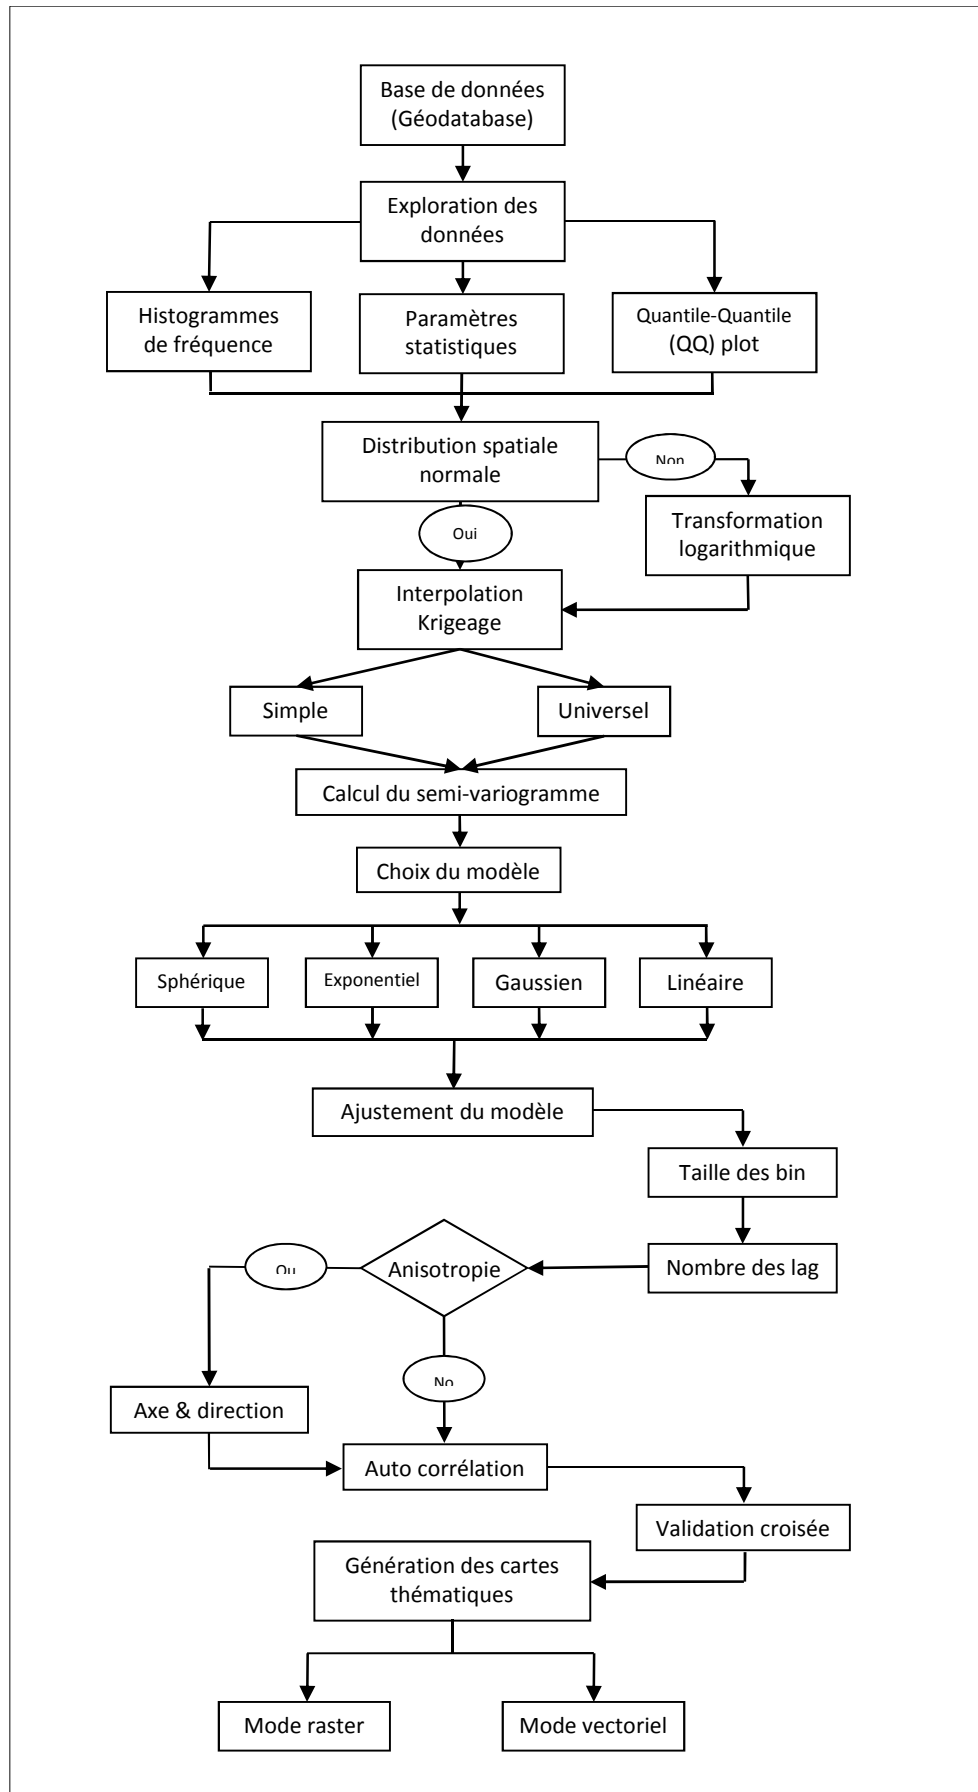 Base de données
(Géodatabase)
Exploration des
données
Histogrammes
de fréquence
Paramètres
statistiques
Quantile-Quantile
(QQ) plot
Distribution spatiale
normale
Non
Oui
Transformation
logarithmique
Interpolation
Krigeage
Simple
Universel
Calcul du semi-variogramme
Choix du modèle
Sphérique
Exponentiel
Gaussien
Linéaire
Ajustement du modèle
Taille des bin
Nombre des lag
Anisotropie
Ou
No
Axe & direction
Auto corrélation
Validation croisée
Génération des cartes
thématiques
Mode raster
Mode vectoriel